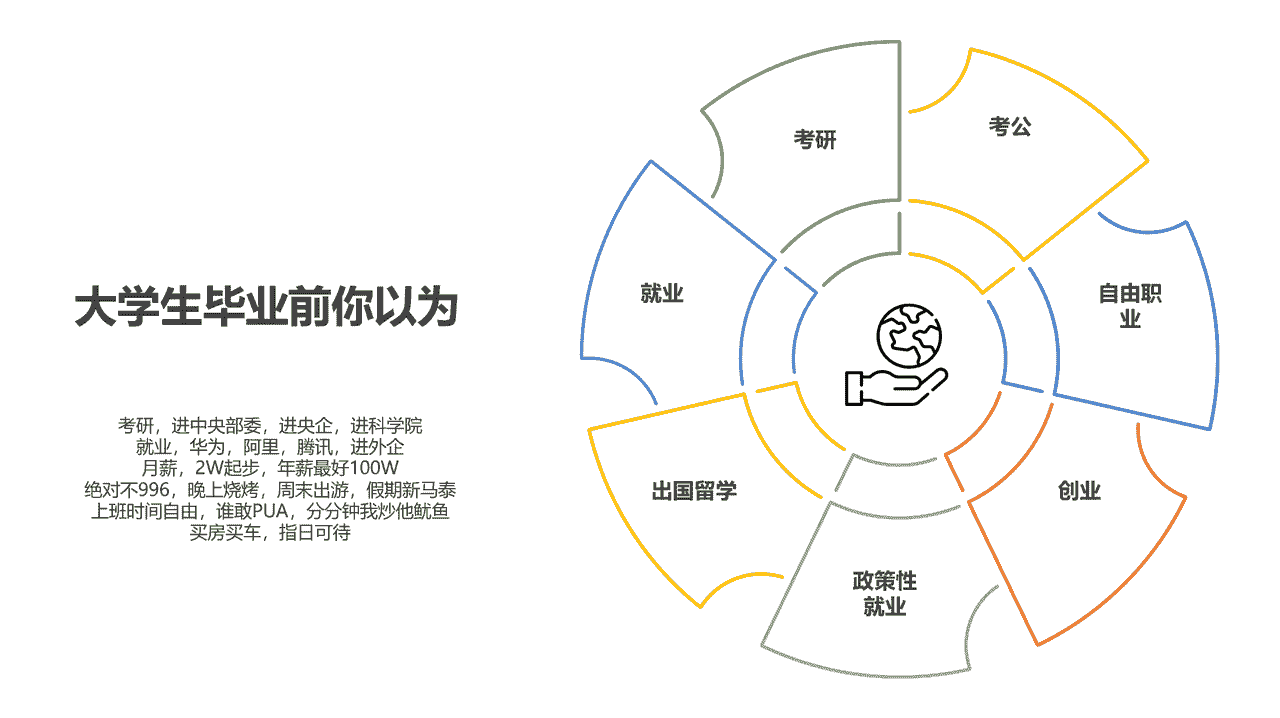 大学生毕业前你以为
考研，进中央部委，进央企，进科学院
就业，华为，阿里，腾讯，进外企
月薪，2W起步，年薪最好100W
绝对不996，晚上烧烤，周末出游，假期新马泰
上班时间自由，谁敢PUA，分分钟我炒他鱿鱼
买房买车，指日可待
考研
考公
就业
自由职
业
出国留学
创业
政策性
就业